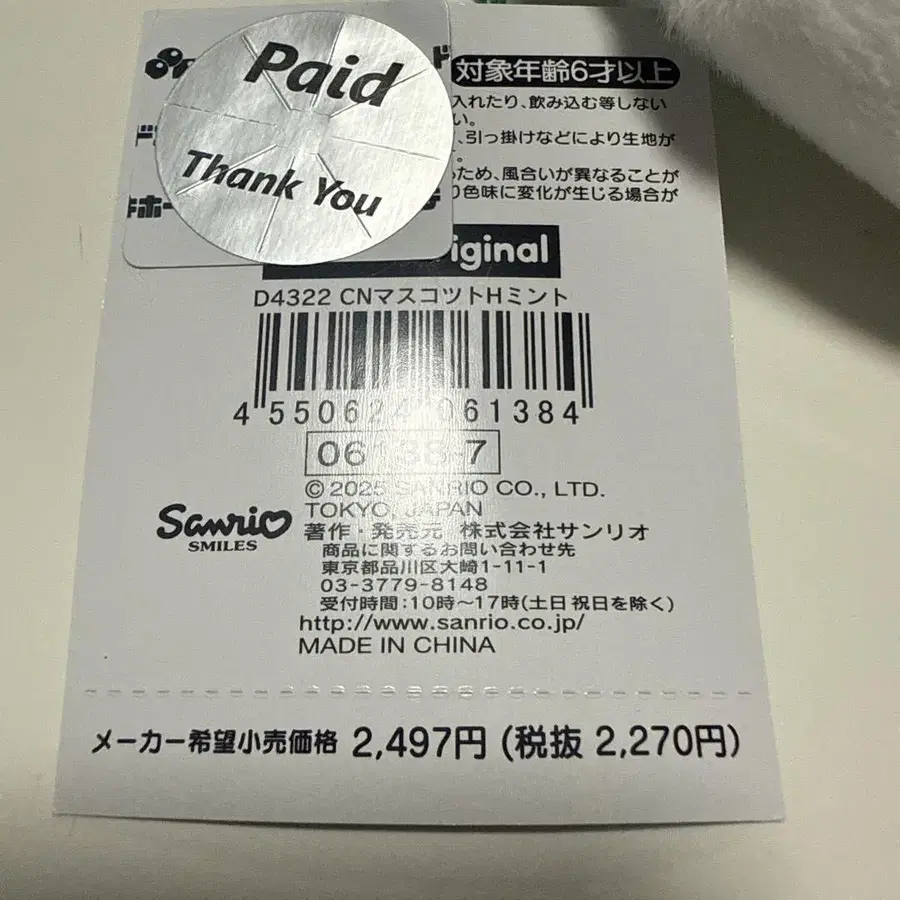 Paid
Thank You
対象年齢6才以上
入れたり、飲み込む等しない
い。
、引っ掛けなどにより生地が
。
ため、風合いが異なることが
り色味に変化が生じる場合が
ホー
iginal
D4322 CNマスコツトHミント
4 550624 061384
06138-7
© 2025 SANRIO CO., LTD.
TOKYO, JAPAN
Sanrio
SMILES
著作・発売元 株式会社サンリオ
商品に関するお問い合わせ先
東京都品川区大崎1-11-1
03-3779-8148
受付時間:10時～17時(土日 祝日を除く)
http://www.sanrio.co.jp/
MADE IN CHINA
メーカー希望小売価格 2,497円 (税抜 2,270円)